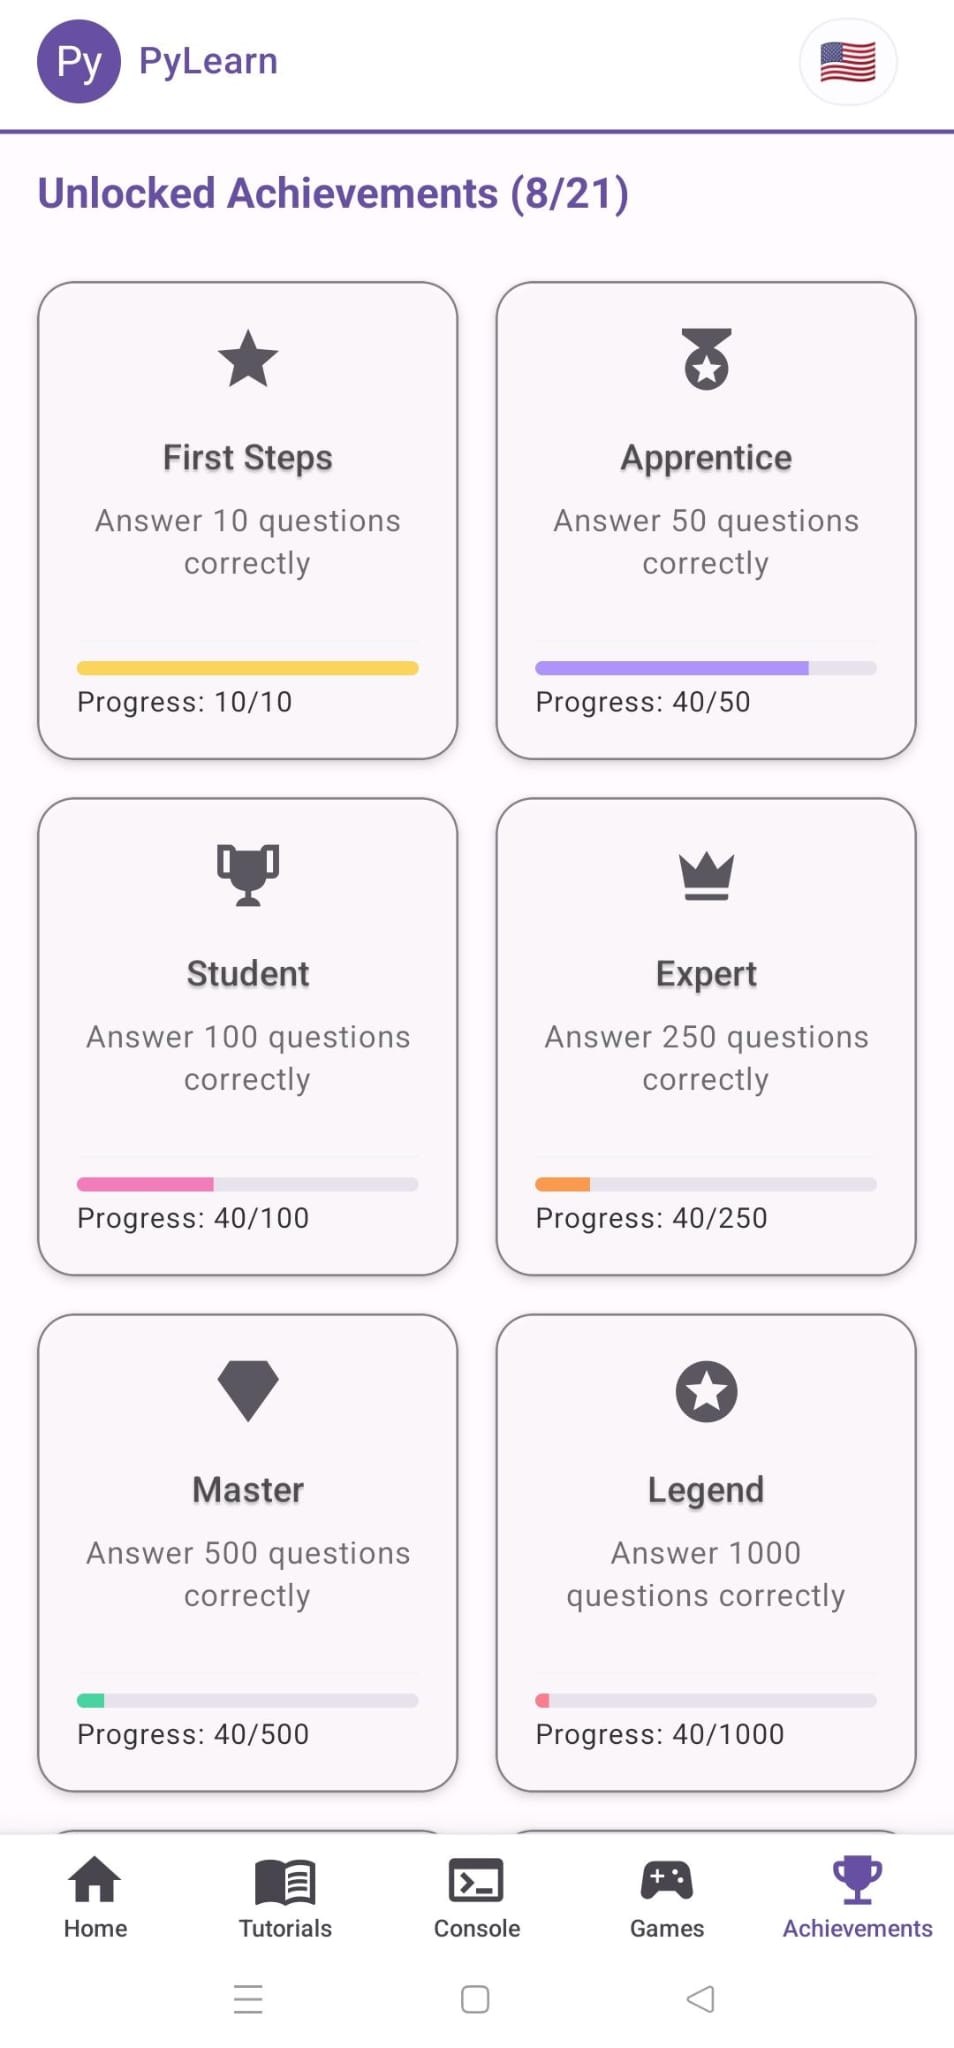 Py PyLearn
Unlocked Achievements (8/21)
First Steps
Answer 10 questions
correctly
Progress: 10/10
Apprentice
Answer 50 questions
correctly
Progress: 40/50
Student
Answer 100 questions
correctly
Progress: 40/100
Expert
Answer 250 questions
correctly
Progress: 40/250
Master
Answer 500 questions
correctly
Progress: 40/500
Legend
Answer 1000
questions correctly
Progress: 40/1000
Home
Tutorials
Console
Games
Achievements